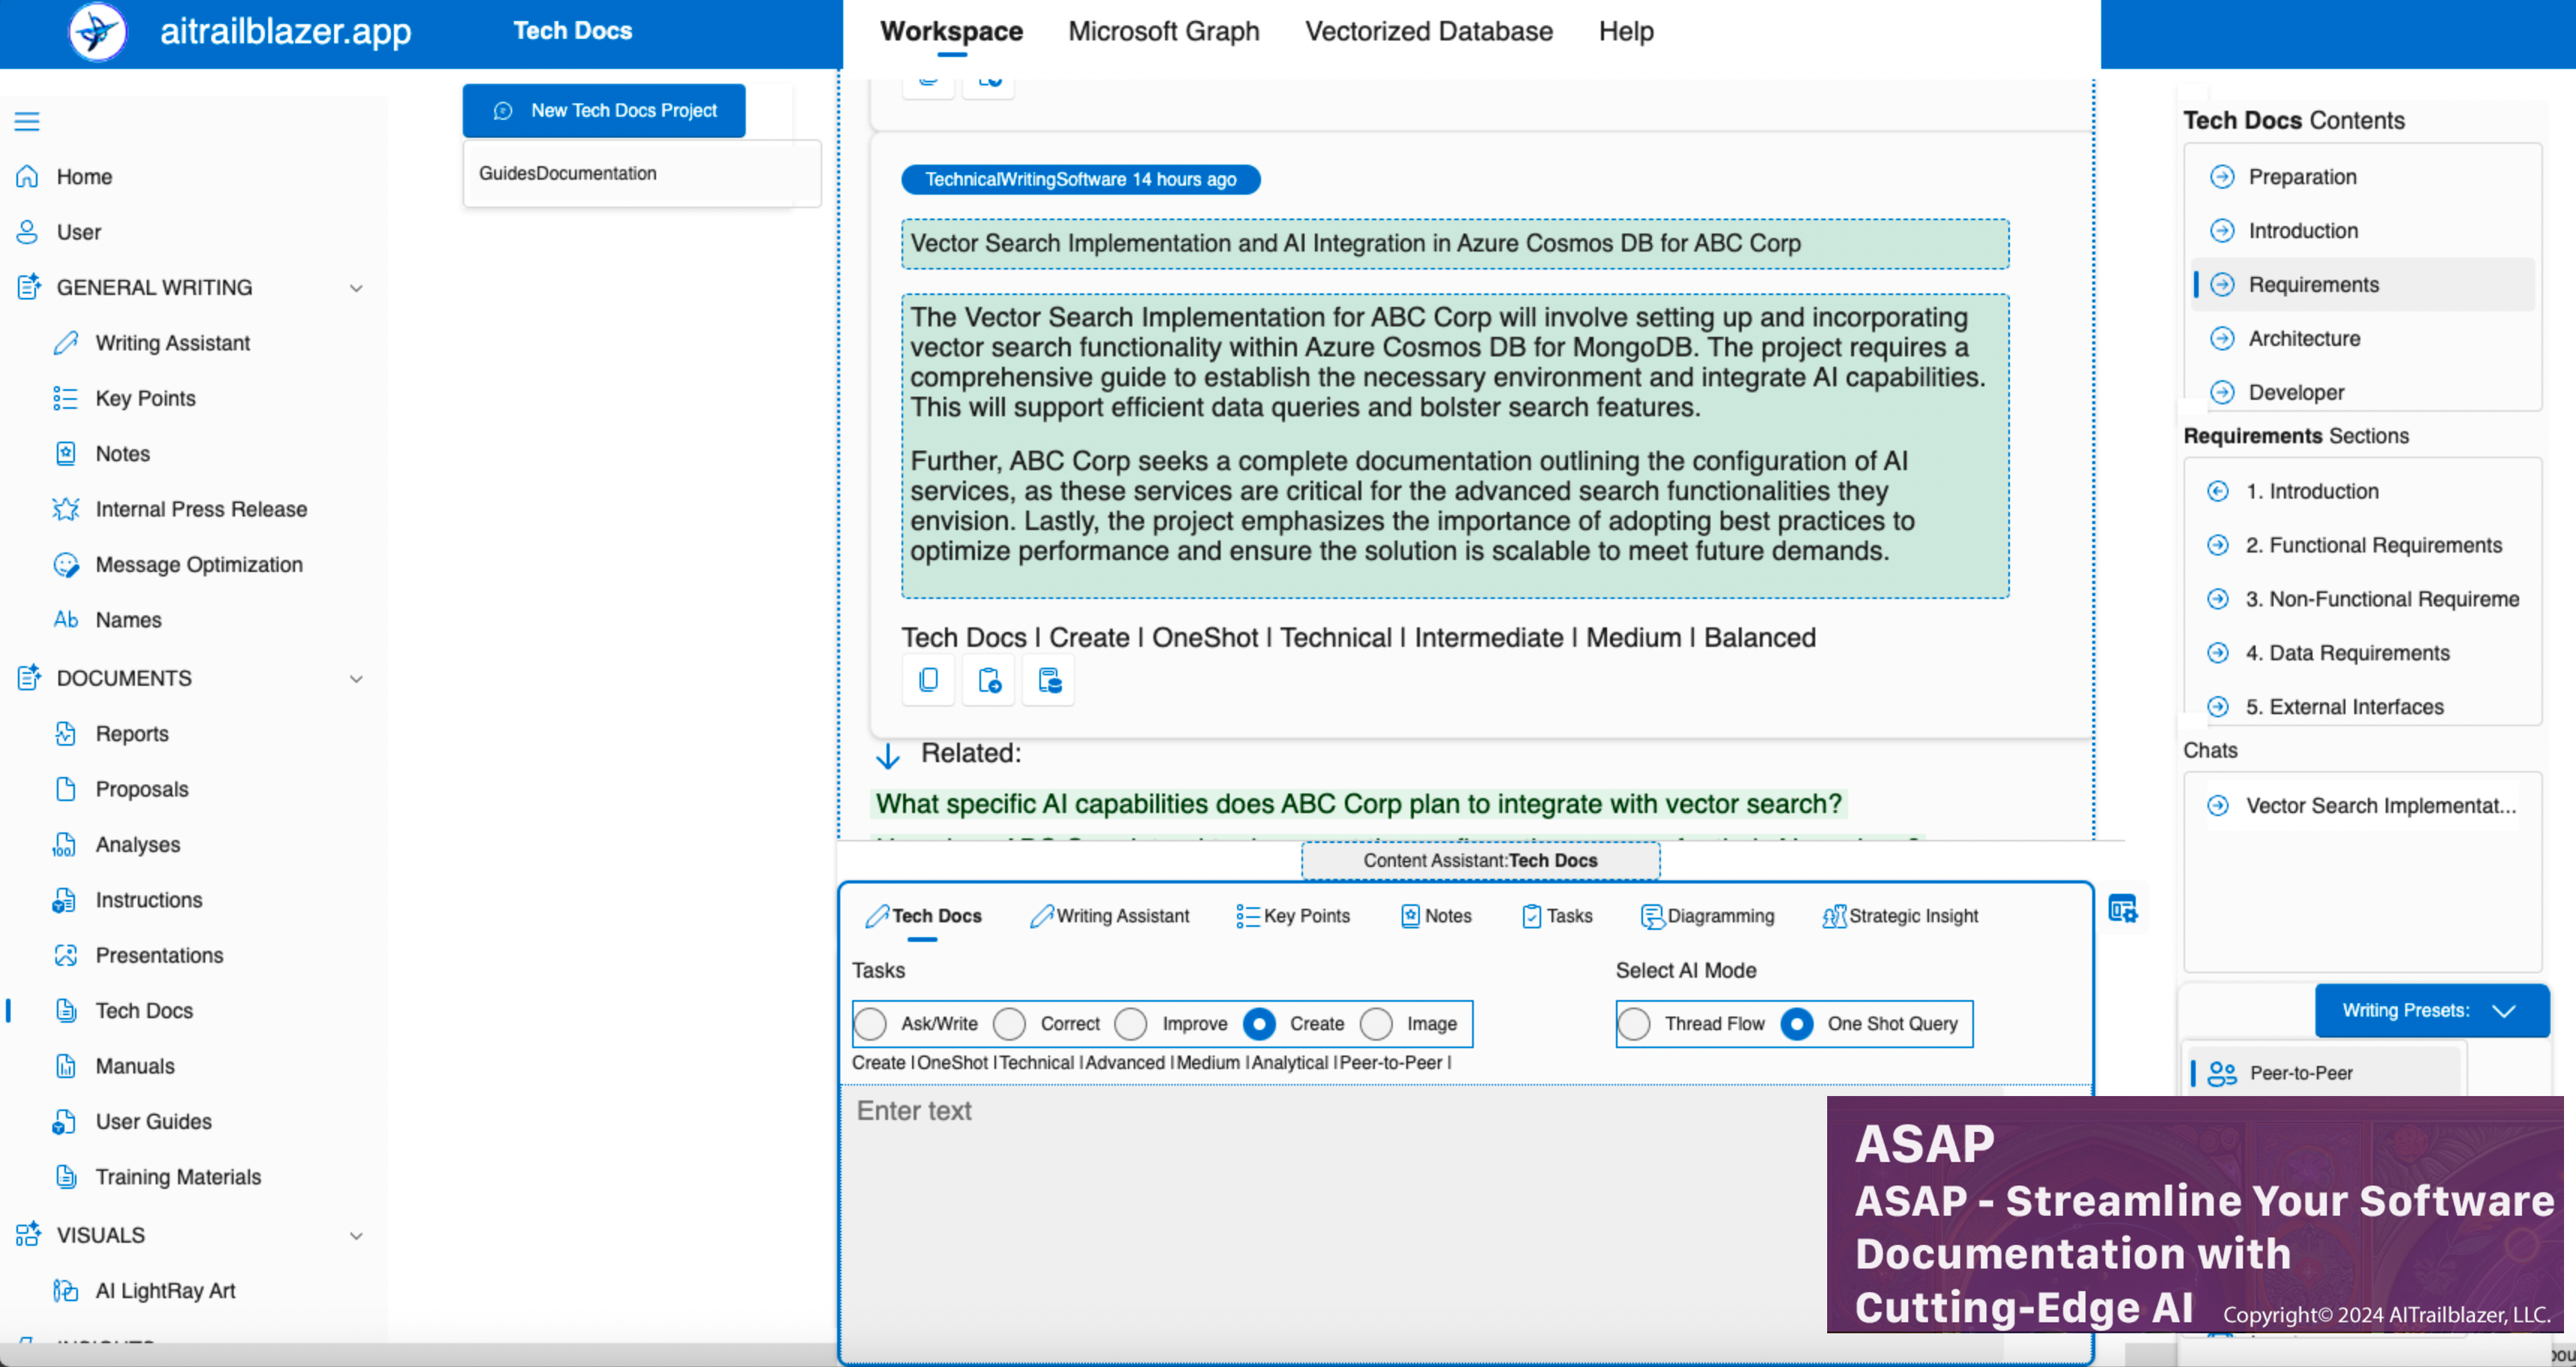 aitrailblazer.app
Tech Docs
Workspace
Microsoft Graph
Vectorized Database
Help
Home
User
GENERAL WRITING
Writing Assistant
Key Points
Notes
Internal Press Release
Message Optimization
Ab Names
DOCUMENTS
Reports
Proposals
100 Analyses
Instructions
Presentations
Tech Docs
Manuals
User Guides
Training Materials
VISUALS
AI LightRay Art
New Tech Docs Project
GuidesDocumentation
TechnicalWritingSoftware 14 hours ago
Vector Search Implementation and AI Integration in Azure Cosmos DB for ABC Corp
The Vector Search Implementation for ABC Corp will involve setting up and incorporating
vector search functionality within Azure Cosmos DB for MongoDB. The project requires a
comprehensive guide to establish the necessary environment and integrate AI capabilities.
This will support efficient data queries and bolster search features.
Further, ABC Corp seeks a complete documentation outlining the configuration of AI
services, as these services are critical for the advanced search functionalities they
envision. Lastly, the project emphasizes the importance of adopting best practices to
optimize performance and ensure the solution is scalable to meet future demands.
Tech Docs | Create | OneShot | Technical | Intermediate | Medium | Balanced
Related:
What specific AI capabilities does ABC Corp plan to integrate with vector search?
Content Assistant:Tech Docs
Tech Docs
Writing Assistant
Key Points
Notes
Tasks
Diagramming
Strategic Insight
Tasks
Select AI Mode
Ask/Write
Correct
Improve
Create
Image
Thread Flow
One Shot Query
Create |OneShot |Technical |Advanced |Medium |Analytical |Peer-to-Peer |
Enter text
Tech Docs Contents
Preparation
Introduction
Requirements
Architecture
Developer
Requirements Sections
1. Introduction
2. Functional Requirements
3. Non-Functional Requireme
4. Data Requirements
5. External Interfaces
Chats
Vector Search Implementat...
Writing Presets:
Peer-to-Peer
ASAP
ASAP - Streamline Your Software
Documentation with
Cutting-Edge AI
Copyright© 2024 AITrailblazer, LLC.